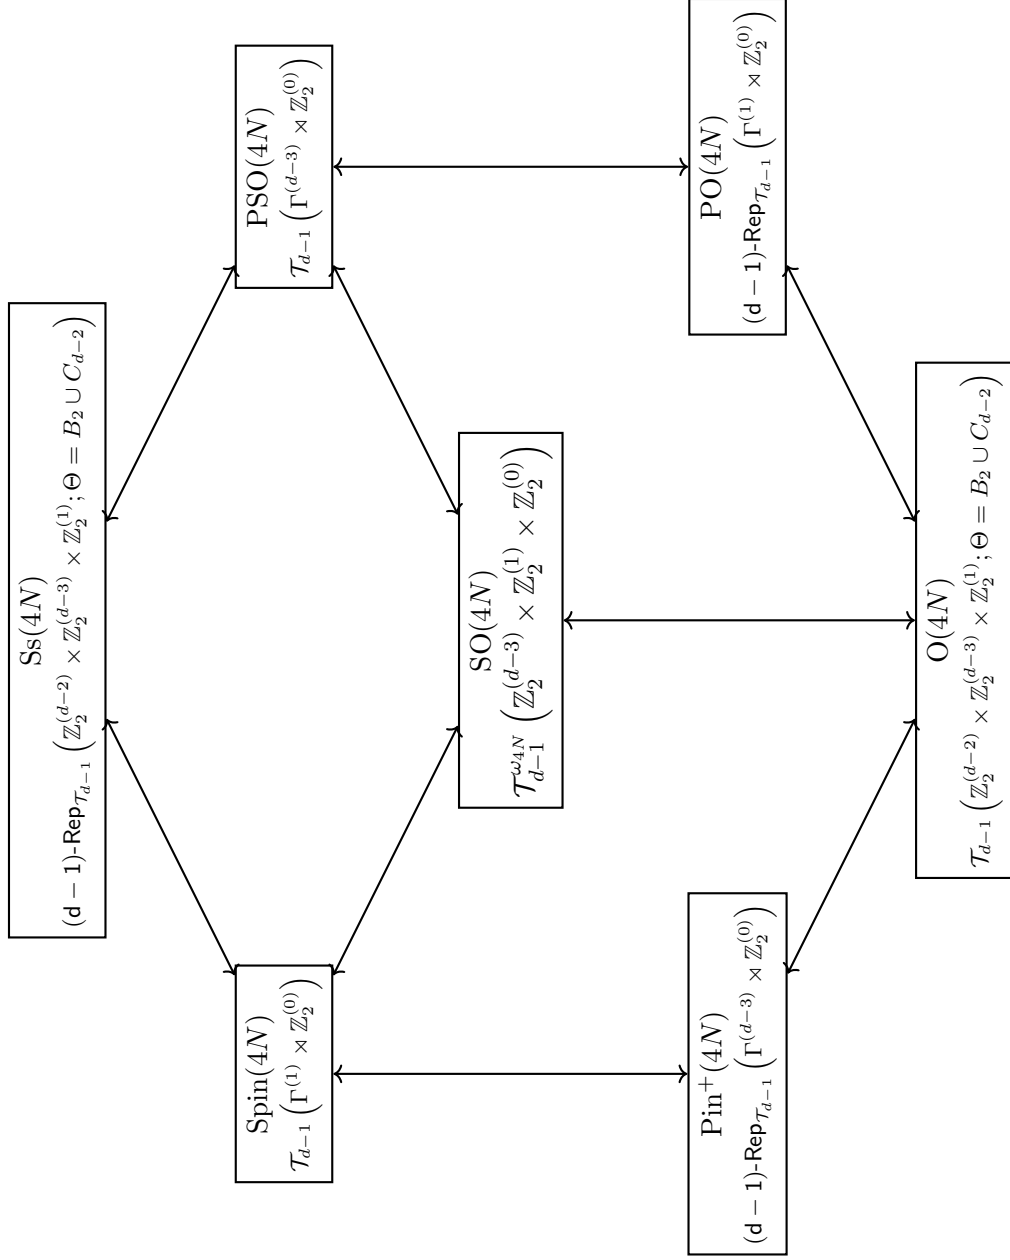 Ss(4N)
(d − 1)-Rep_{𝒯_{d−1}} (ℤ_2^{(d−2)} × ℤ_2^{(d−3)} × ℤ_2^{(1)}; Θ = B_2 ∪ C_{d−2})
Spin(4N)
𝒯_{d−1} (Γ^{(1)} ⋊ ℤ_2^{(0)})
PSO(4N)
𝒯_{d−1} (Γ^{(d−3)} ⋊ ℤ_2^{(0)})
SO(4N)
𝒯_{d−1}^{ω_{4N}} (ℤ_2^{(d−3)} × ℤ_2^{(1)} × ℤ_2^{(0)})
Pin^+(4N)
(d − 1)-Rep_{𝒯_{d−1}} (Γ^{(d−3)} ⋊ ℤ_2^{(0)})
PO(4N)
(d − 1)-Rep_{𝒯_{d−1}} (Γ^{(1)} ⋊ ℤ_2^{(0)})
O(4N)
𝒯_{d−1} (ℤ_2^{(d−2)} × ℤ_2^{(d−3)} × ℤ_2^{(1)}; Θ = B_2 ∪ C_{d−2})